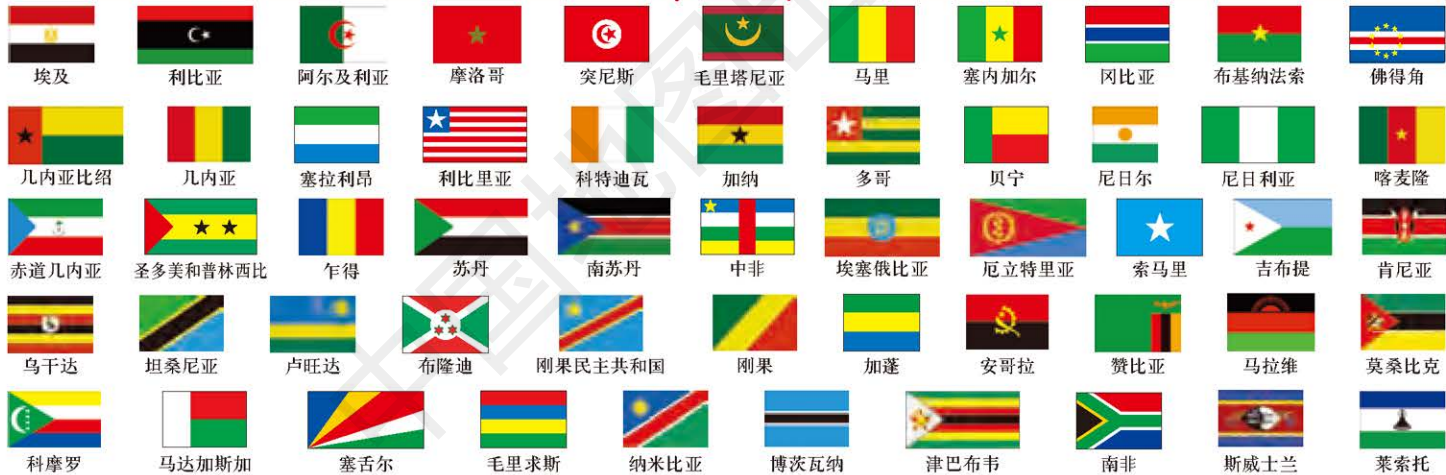 埃及 利比亚 阿尔及利亚 摩洛哥 突尼斯 毛里塔尼亚 马里 塞内加尔 冈比亚 布基纳法索 佛得角
几内亚比绍 几内亚 塞拉利昂 利比里亚 科特迪瓦 加纳 多哥 贝宁 尼日尔 尼日利亚 喀麦隆
赤道几内亚 圣多美和普林西比 乍得 苏丹 南苏丹 中非 埃塞俄比亚 厄立特里亚 索马里 吉布提 肯尼亚
乌干达 坦桑尼亚 卢旺达 布隆迪 刚果民主共和国 刚果 加蓬 安哥拉 赞比亚 马拉维 莫桑比克
科摩罗 马达加斯加 塞舌尔 毛里求斯 纳米比亚 博茨瓦纳 津巴布韦 南非 斯威士兰 莱索托